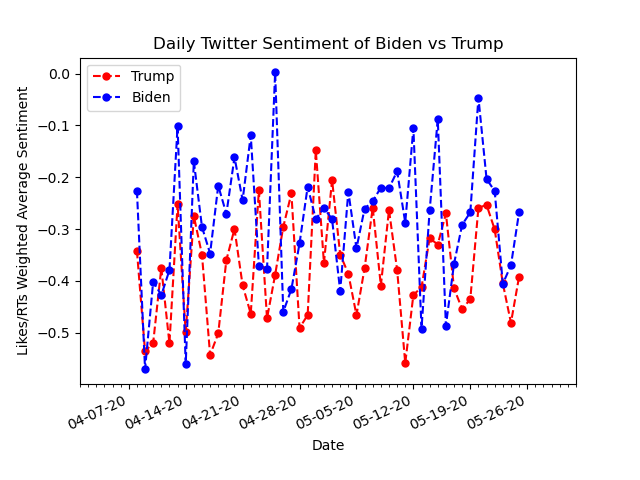 Daily Twitter Sentiment of Biden vs Trump
Trump
Biden
0.0
−0.1
−0.2
−0.3
−0.4
−0.5
Likes/RTs Weighted Average Sentiment
04-07-20
04-14-20
04-21-20
04-28-20
05-05-20
05-12-20
05-19-20
05-26-20
Date